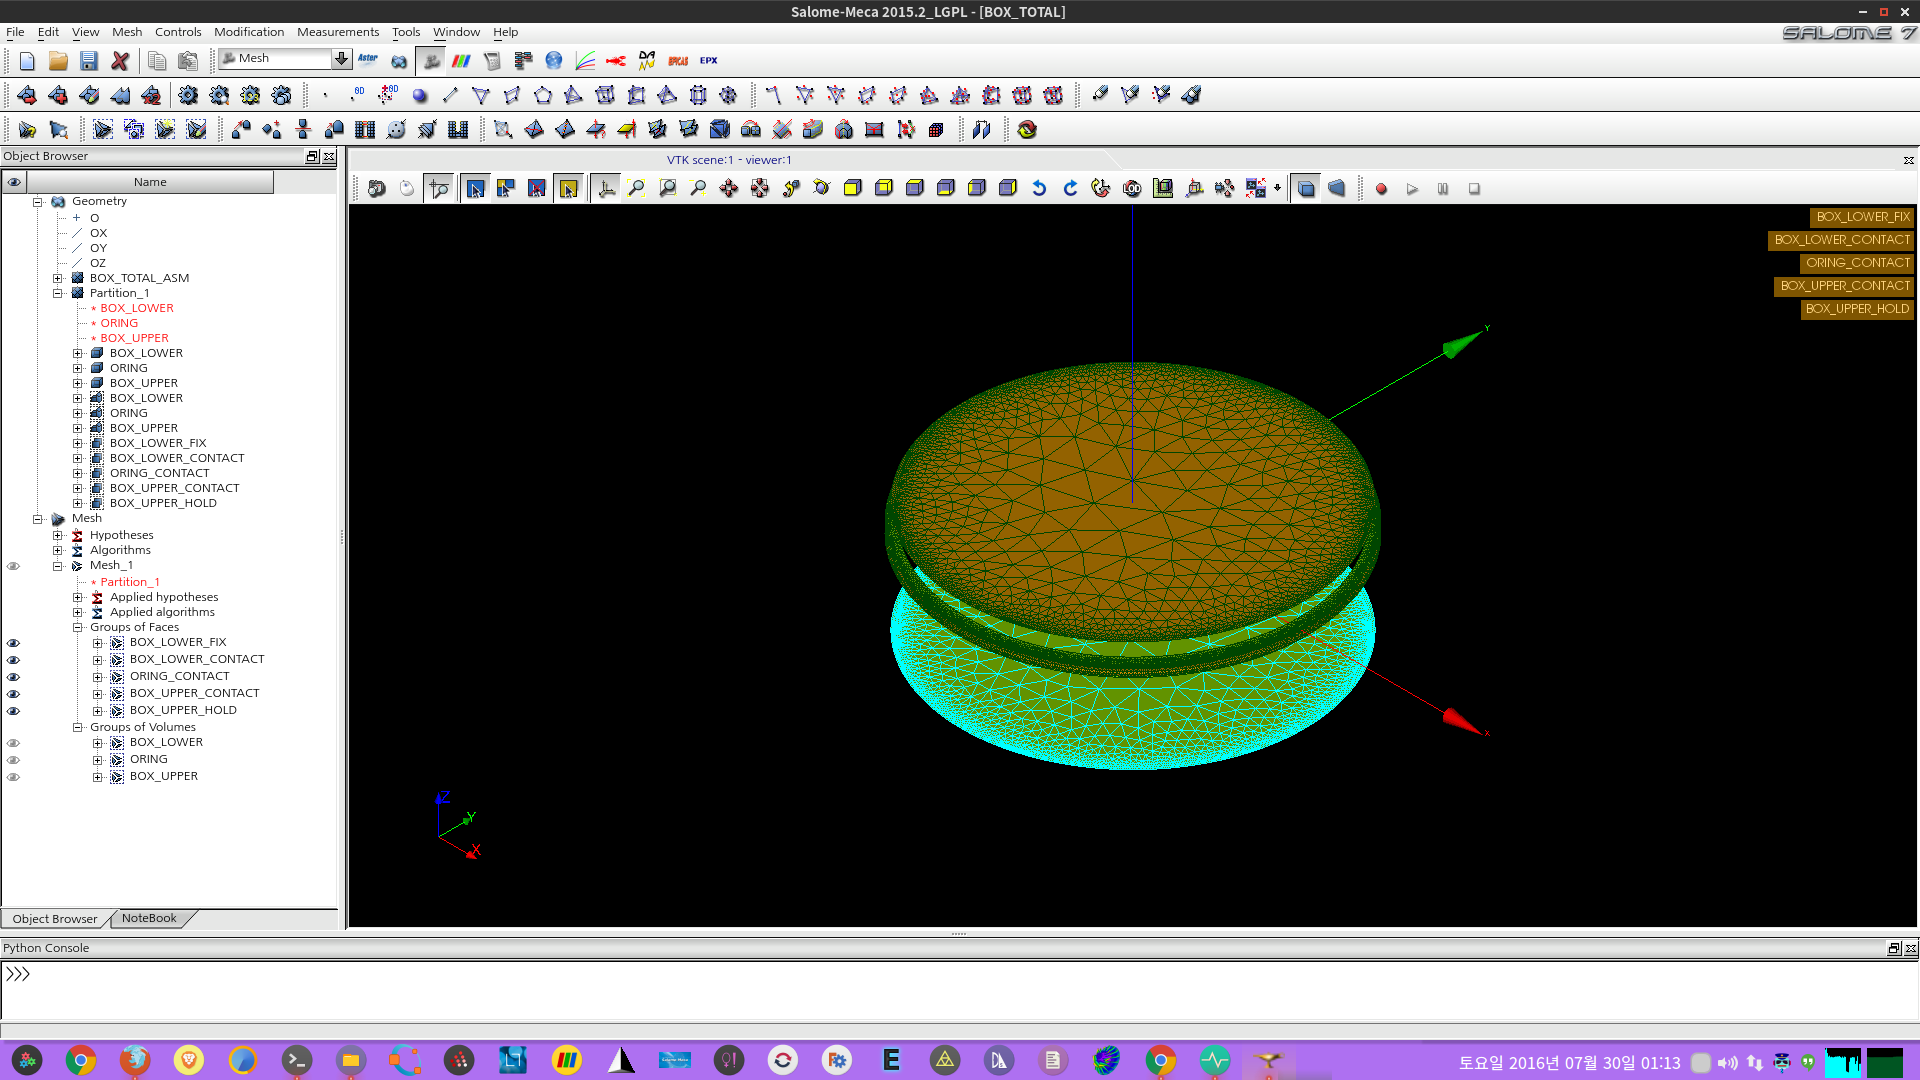 Salome-Meca 2015.2_LGPL - [BOX_TOTAL]
File Edit View Mesh Controls Modification Measurements Tools Window Help
SALOME 7
Mesh
Aster
EFICAS
EPX
Object Browser
Name
Geometry
O
OX
OY
OZ
BOX_TOTAL_ASM
Partition_1
* BOX_LOWER
* ORING
* BOX_UPPER
BOX_LOWER
ORING
BOX_UPPER
BOX_LOWER
ORING
BOX_UPPER
BOX_LOWER_FIX
BOX_LOWER_CONTACT
ORING_CONTACT
BOX_UPPER_CONTACT
BOX_UPPER_HOLD
Mesh
Hypotheses
Algorithms
Mesh_1
* Partition_1
Applied hypotheses
Applied algorithms
Groups of Faces
BOX_LOWER_FIX
BOX_LOWER_CONTACT
ORING_CONTACT
BOX_UPPER_CONTACT
BOX_UPPER_HOLD
Groups of Volumes
BOX_LOWER
ORING
BOX_UPPER
Object Browser NoteBook
VTK scene:1 - viewer:1
BOX_LOWER_FIX
BOX_LOWER_CONTACT
ORING_CONTACT
BOX_UPPER_CONTACT
BOX_UPPER_HOLD
Y
X
Z
Y
X
Python Console
>>>
토요일 2016년 07월 30일 01:13